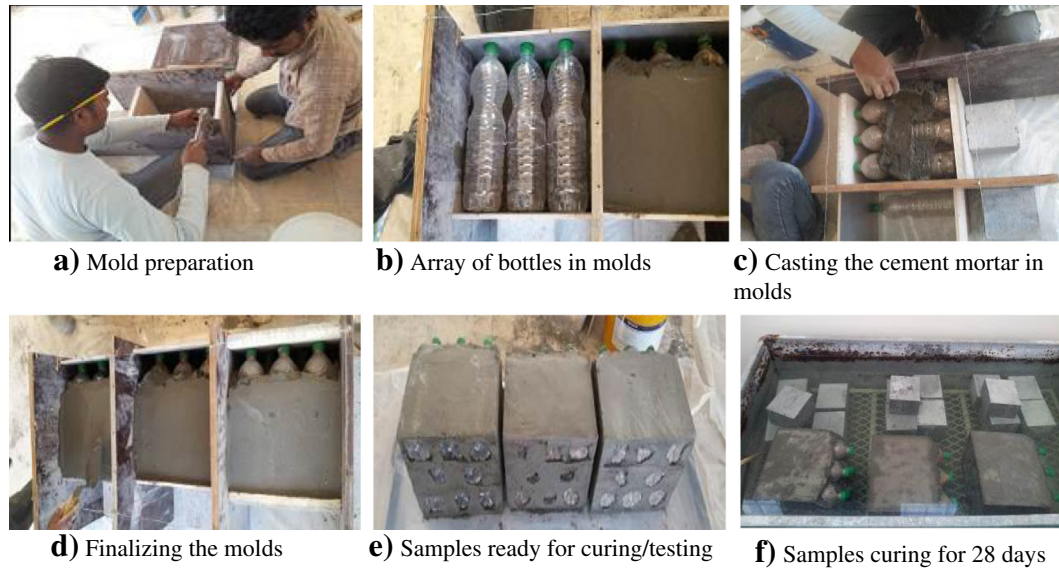 a) Mold preparation
b) Array of bottles in molds
c) Casting the cement mortar in
molds
d) Finalizing the molds
e) Samples ready for curing/testing
f) Samples curing for 28 days